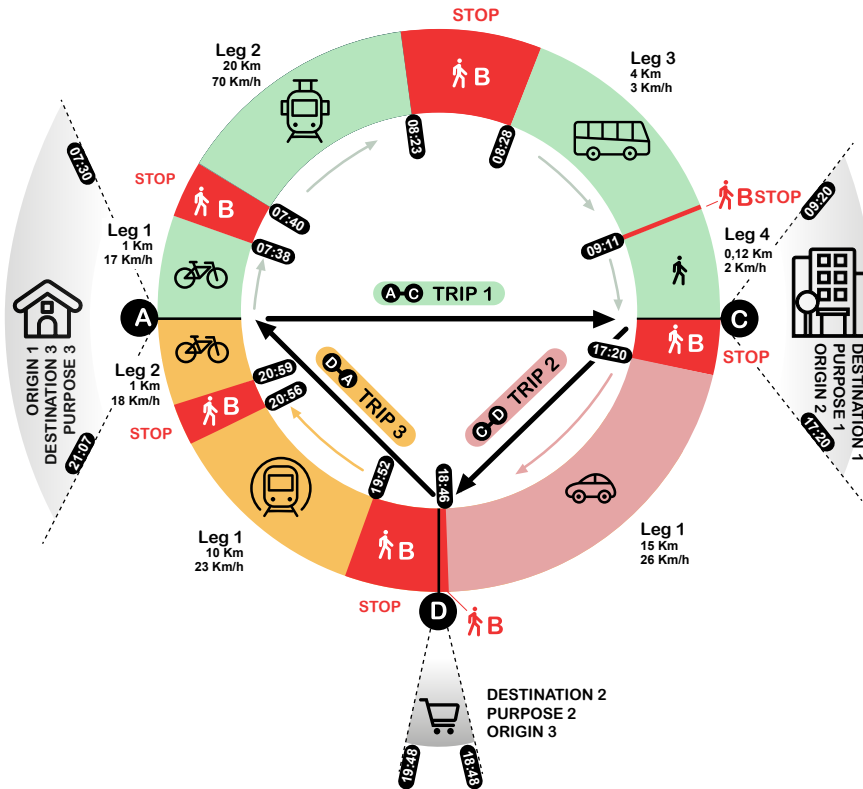 STOP
Leg 2
20 Km
70 Km/h
B
Leg 3
4 Km
3 Km/h
08:23
08:28
07:30
STOP
B
07:40
07:38
B STOP
09:20
Leg 1
1 Km
17 Km/h
09:11
Leg 4
0,12 Km
2 Km/h
A-C TRIP 1
A
C
ORIGIN 1
DESTINATION 3
PURPOSE 3
DESTINATION 1
PURPOSE 1
ORIGIN 2
B
STOP
17:20
Leg 2
1 Km
18 Km/h
20:59
20:56
D-A TRIP 3
C-D TRIP 2
B
STOP
21:07
17:20
19:52
18:46
Leg 1
10 Km
23 Km/h
B
Leg 1
15 Km
26 Km/h
STOP
D
B
DESTINATION 2
PURPOSE 2
ORIGIN 3
19:48
18:48